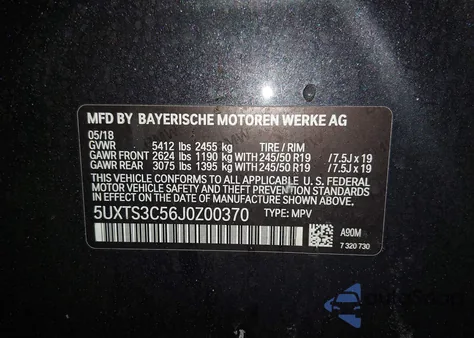 MFD BY BAYERISCHE MOTOREN WERKE AG
05/18
GVWR 5412 lbs 2455 kg TIRE / RIM
GAWR FRONT 2624 lbs 1190 kg WITH 245/50 R19 /7.5J x 19
GAWR REAR 3075 lbs 1395 kg WITH 245/50 R19 /7.5J x 19
THIS VEHICLE CONFORMS TO ALL APPLICABLE U. S. FEDERAL
MOTOR VEHICLE SAFETY, BUMPER, AND THEFT PREVENTION STANDARDS
IN EFFECT ON THE DATE OF MANUFACTURE SHOWN ABOVE.
5UXTS3C56J0Z00370 TYPE: MPV
A90M
7 320 730